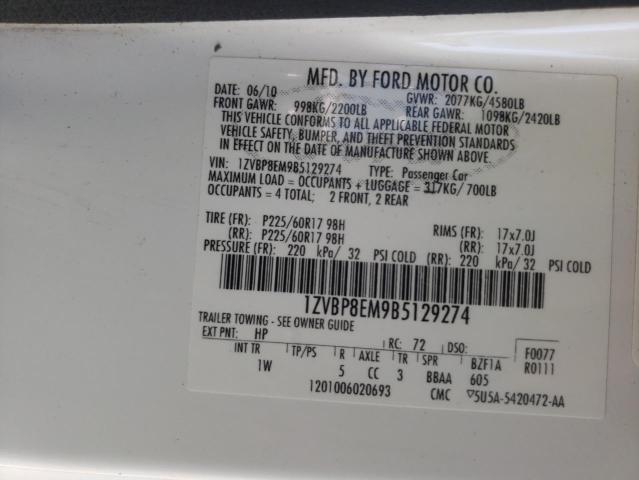 MFD. BY FORD MOTOR CO.
DATE: 06/10 GVWR: 2077KG/4580LB
FRONT GAWR: 998KG/2200LB REAR GAWR: 1098KG/2420LB
THIS VEHICLE CONFORMS TO ALL APPLICABLE FEDERAL MOTOR
VEHICLE SAFETY, BUMPER, AND THEFT PREVENTION STANDARDS
IN EFFECT ON THE DATE OF MANUFACTURE SHOWN ABOVE.
VIN: 1ZVBP8EM9B5129274 TYPE: Passenger Car
MAXIMUM LOAD = OCCUPANTS + LUGGAGE = 317KG/ 700LB
OCCUPANTS = 4 TOTAL; 2 FRONT, 2 REAR
TIRE (FR): P225/60R17 98H RIMS (FR): 17x7.0J
(RR): P225/60R17 98H (RR): 17x7.0J
PRESSURE (FR): 220 kPa/ 32 PSI COLD (RR): 220 kPa/ 32 PSI COLD
1ZVBP8EM9B5129274
TRAILER TOWING - SEE OWNER GUIDE
EXT PNT: HP RC: 72 DSO: F0077
INT TR TP/PS R AXLE TR SPR BZF1A R0111
1W 5 CC 3 BBAA 605
1201006020693 CMC ▽5U5A-5420472-AA